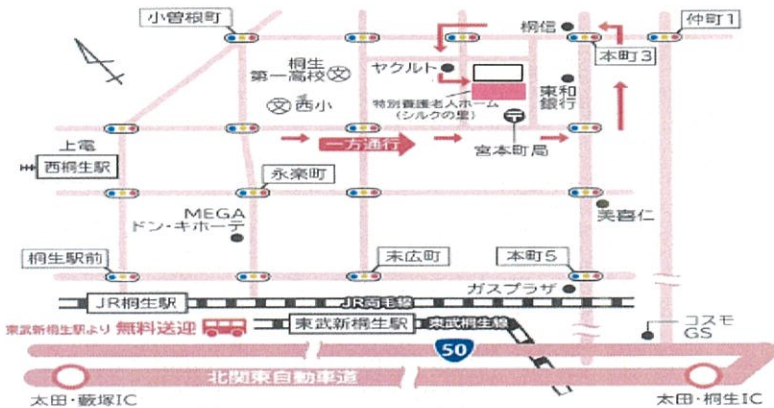 小曽根町
桐信
仲町1
本町3
桐生
第一高校
文
ヤクルト
東和
銀行
文
西小
特別養護老人ホーム
(シルクの里)
上電
西桐生駅
一方通行
宮本町局
永楽町
MEGA
ドン・キホーテ
美喜仁
桐生駅前
末広町
本町5
ガスプラザ
JR桐生駅
JR両毛線
東武新桐生駅より 無料送迎
東武新桐生駅
東武桐生線
コスモ
GS
50
北関東自動車道
太田・藪塚IC
太田・桐生IC